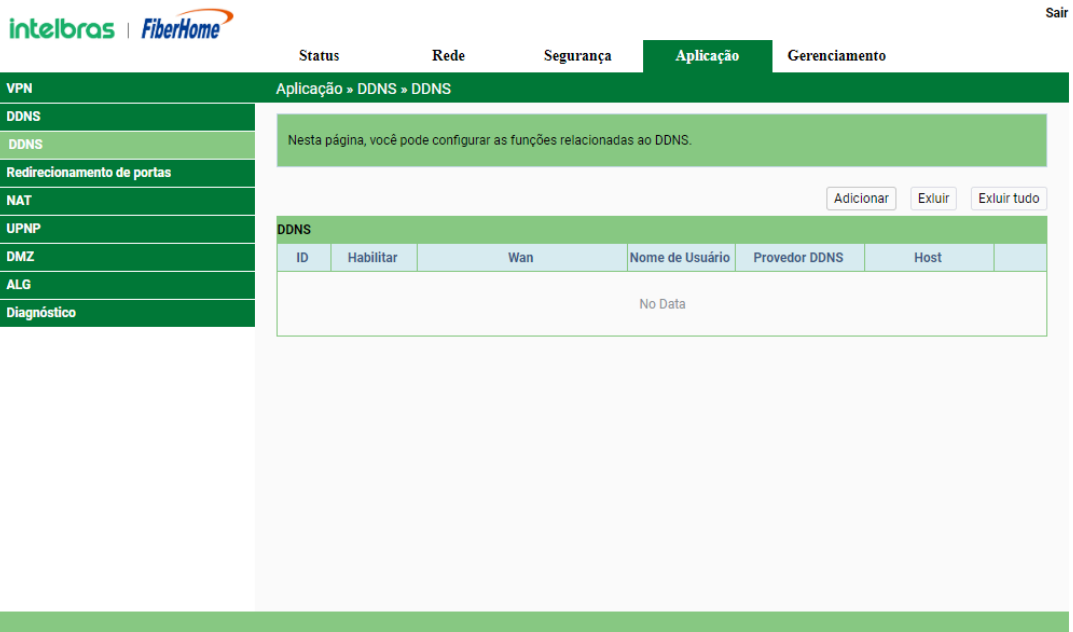 intelbras | FiberHome
Sair
Status Rede Segurança Aplicação Gerenciamento
VPN
DDNS
DDNS
Redirecionamento de portas
NAT
UPNP
DMZ
ALG
Diagnóstico
Aplicação » DDNS » DDNS
Nesta página, você pode configurar as funções relacionadas ao DDNS.
Adicionar Exluir Exluir tudo
DDNS
ID Habilitar Wan Nome de Usuário Provedor DDNS Host
No Data